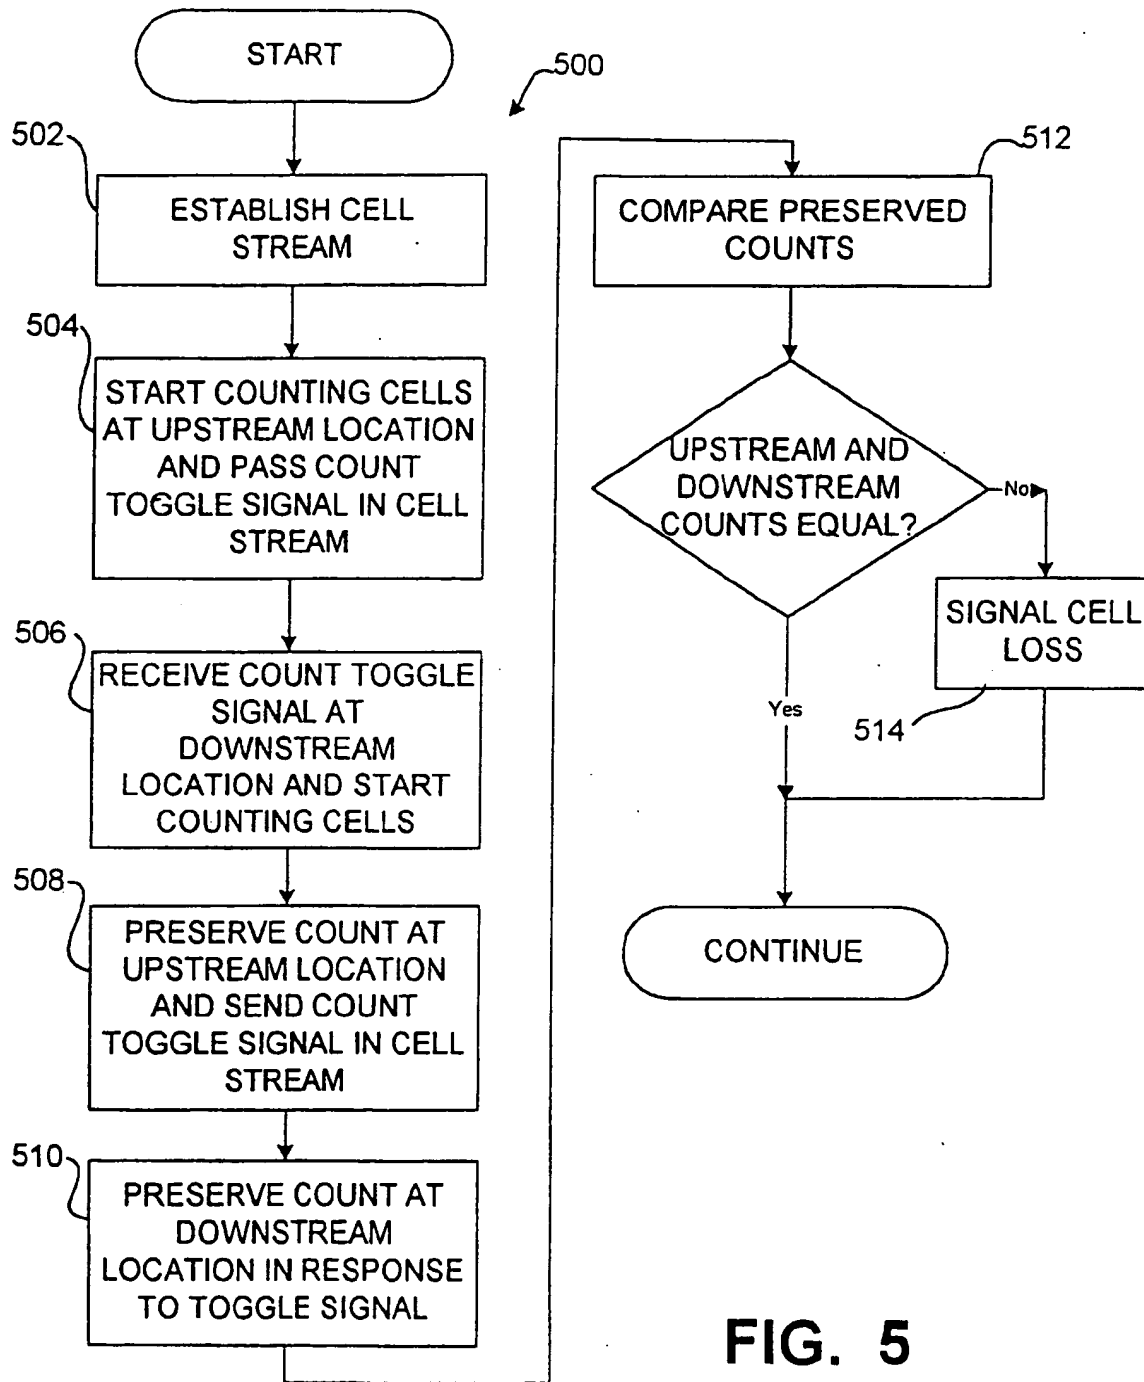 START
500
502
ESTABLISH CELL
STREAM
504
START COUNTING CELLS
AT UPSTREAM LOCATION
AND PASS COUNT
TOGGLE SIGNAL IN CELL
STREAM
506
RECEIVE COUNT TOGGLE
SIGNAL AT
DOWNSTREAM
LOCATION AND START
COUNTING CELLS
508
PRESERVE COUNT AT
UPSTREAM LOCATION
AND SEND COUNT
TOGGLE SIGNAL IN CELL
STREAM
510
PRESERVE COUNT AT
DOWNSTREAM
LOCATION IN RESPONSE
TO TOGGLE SIGNAL
512
COMPARE PRESERVED
COUNTS
UPSTREAM AND
DOWNSTREAM
COUNTS EQUAL?
No
SIGNAL CELL
LOSS
514
Yes
CONTINUE
FIG. 5